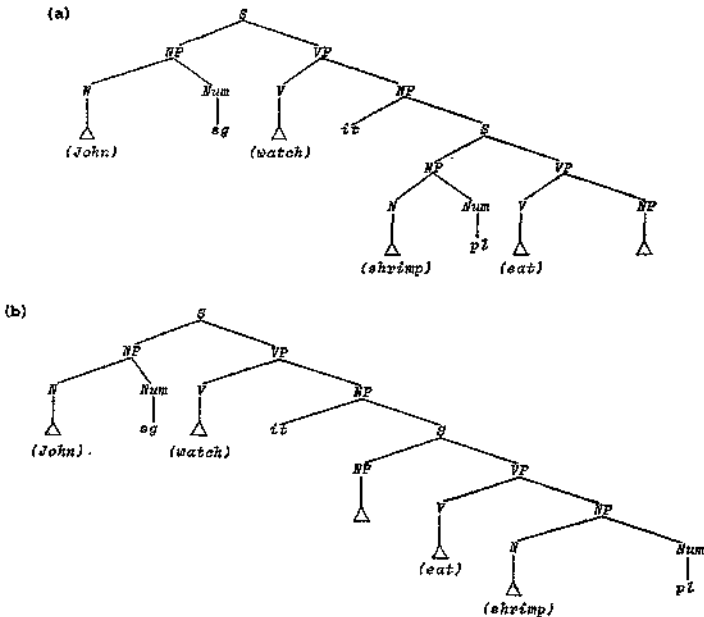 (a)
S
NP VP
N Num V NP
sg it S
(John) (watch)
NP VP
N Num V NP
pl
(shrimp) (eat)
(b)
S
NP VP
N Num V NP
sg it S
(John). (watch)
NP VP
V NP
N Num
(eat)
pl
(shrimp)